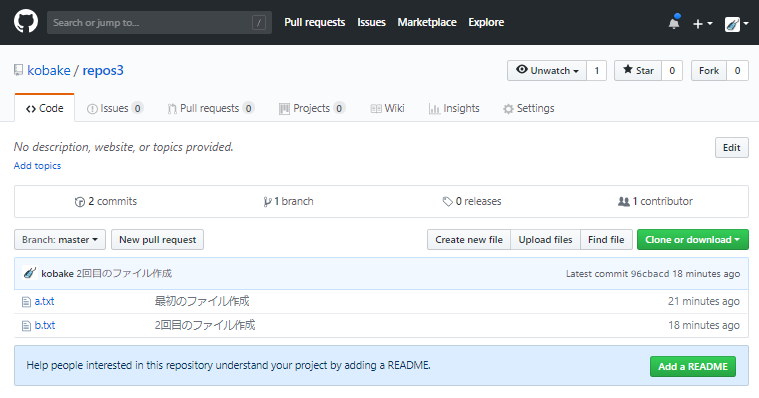 Search or jump to... / Pull requests Issues Marketplace Explore
kobake / repos3 Unwatch 1 Star 0 Fork 0
Code Issues 0 Pull requests 0 Projects 0 Wiki Insights Settings
No description, website, or topics provided. Edit
Add topics
2 commits 1 branch 0 releases 1 contributor
Branch: master New pull request Create new file Upload files Find file Clone or download
kobake 2回目のファイル作成 Latest commit 96cbacd 18 minutes ago
a.txt 最初のファイル作成 21 minutes ago
b.txt 2回目のファイル作成 18 minutes ago
Help people interested in this repository understand your project by adding a README. Add a README